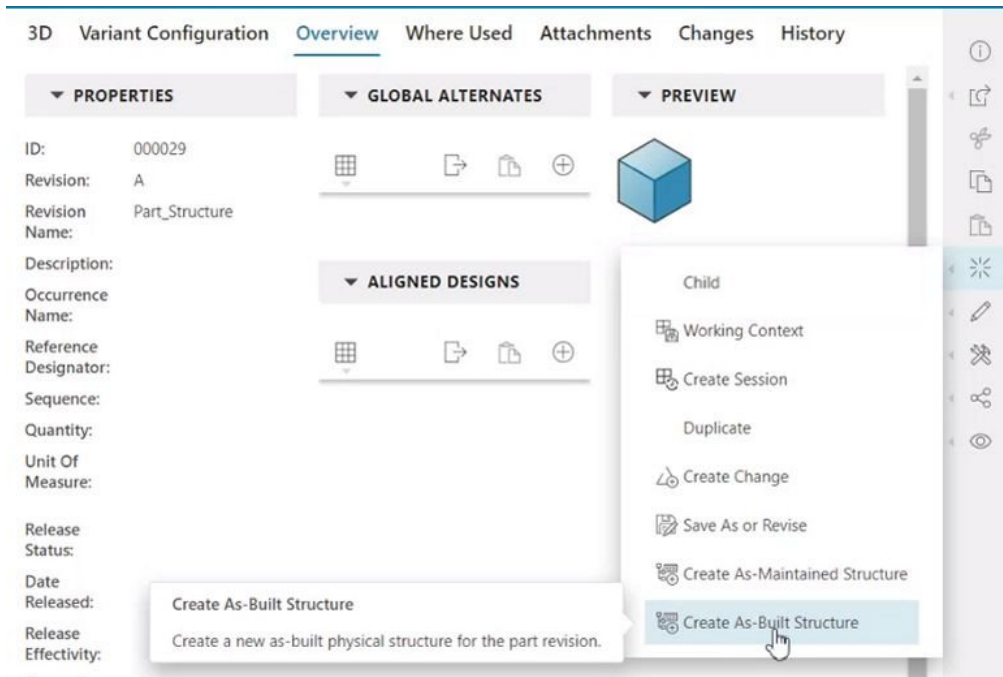 3D Variant Configuration Overview Where Used Attachments Changes History
PROPERTIES
ID: 000029
Revision: A
Revision Name: Part_Structure
Description:
Occurrence
Name:
Reference
Designator:
Sequence:
Quantity:
Unit Of
Measure:
Release
Status:
Date
Released:
Release
Effectivity:
GLOBAL ALTERNATES
ALIGNED DESIGNS
PREVIEW
Child
Working Context
Create Session
Duplicate
Create Change
Save As or Revise
Create As-Maintained Structure
Create As-Built Structure
Create As-Built Structure
Create a new as-built physical structure for the part revision.